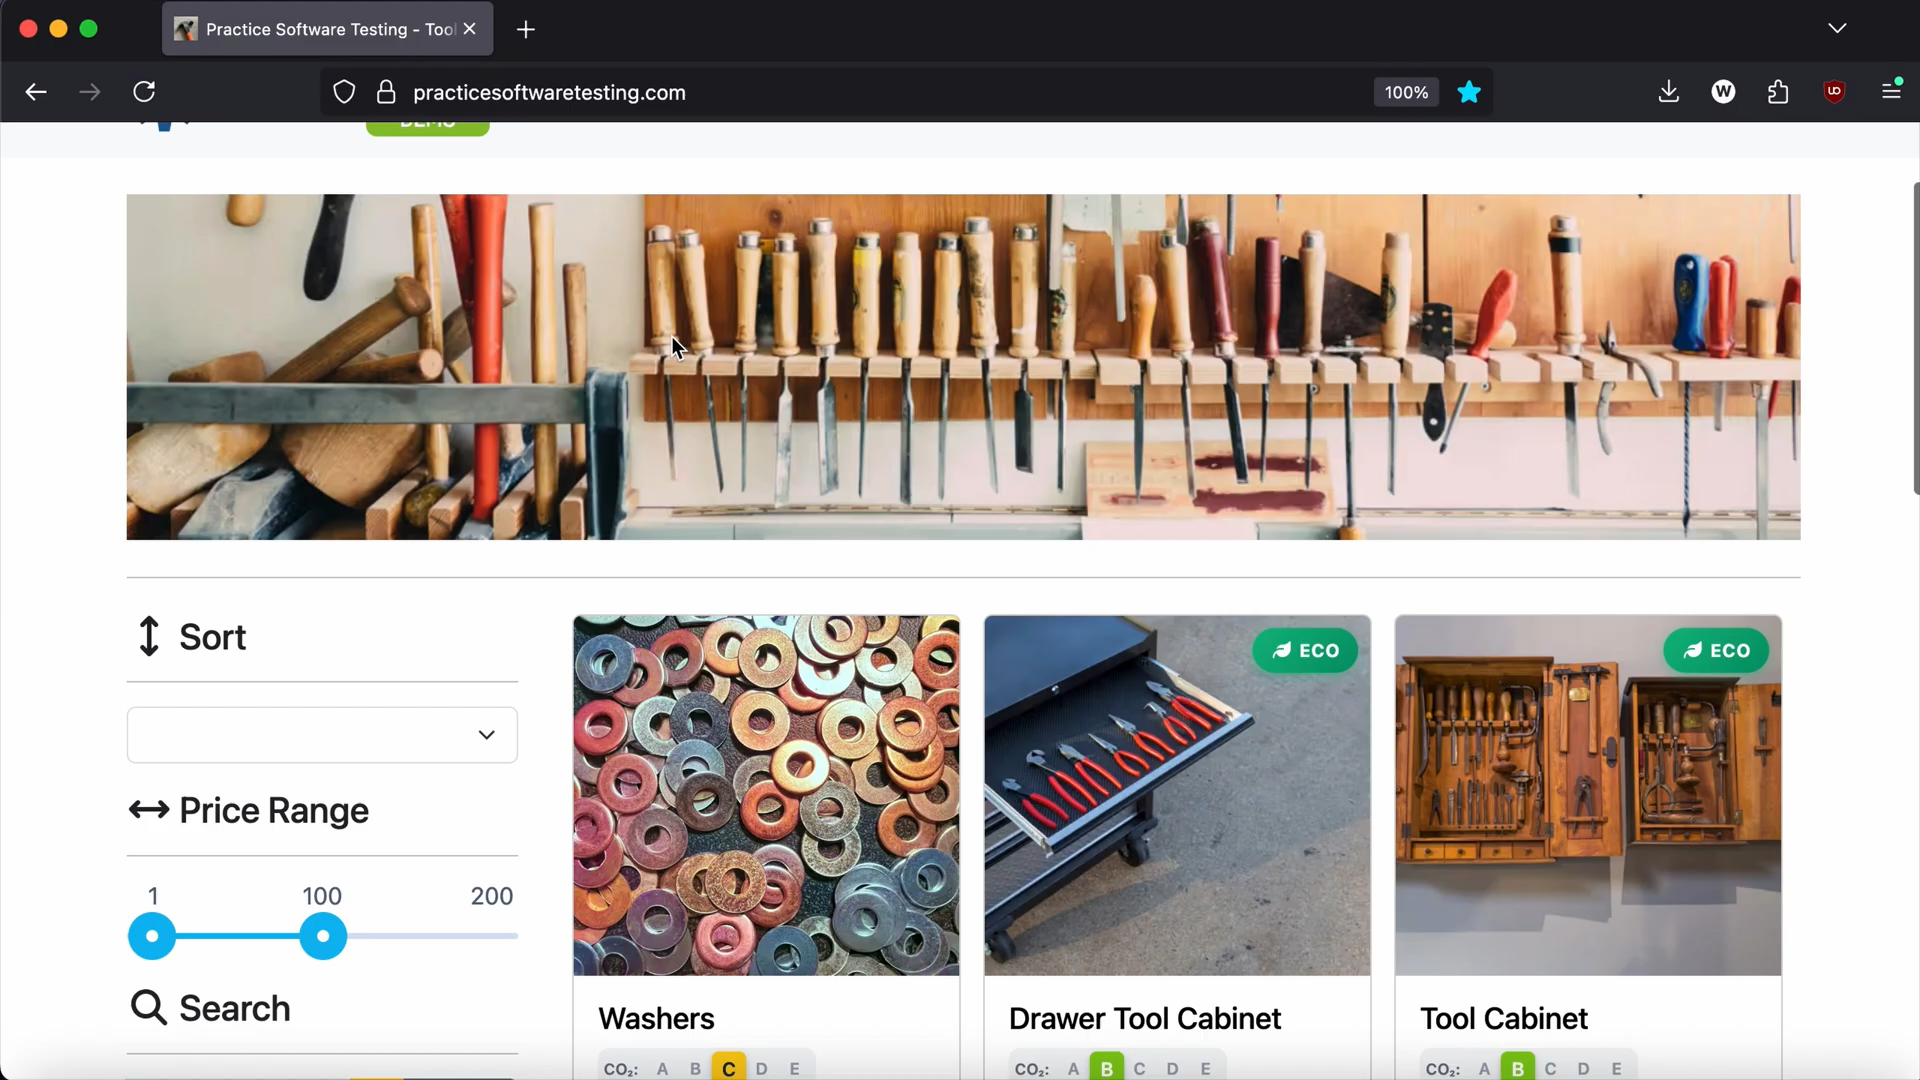 Practice Software Testing - Tool
practicesoftwaretesting.com
100%
W
DEMO
Sort
Price Range
1
100
200
Search
ECO
ECO
Washers
CO₂: A B C D E
Drawer Tool Cabinet
CO₂: A B C D E
Tool Cabinet
CO₂: A B C D E